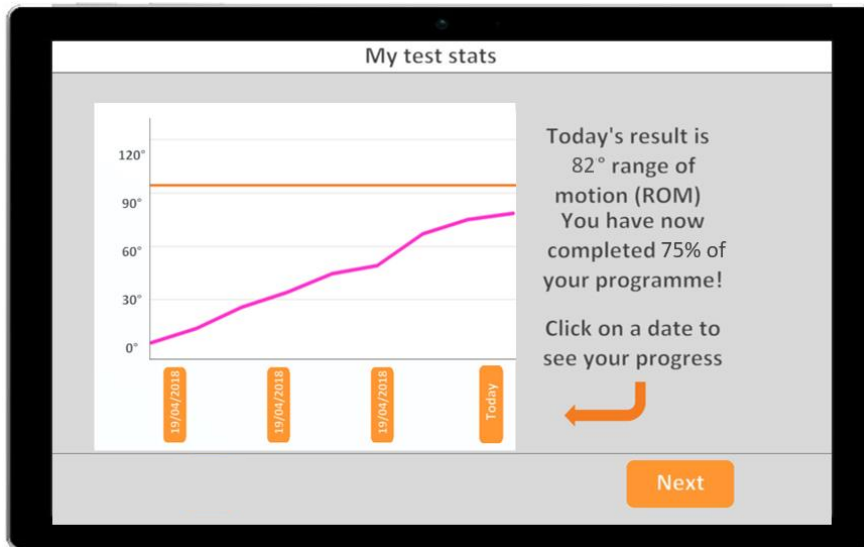 My test stats
120°
90°
60°
30°
0°
19/04/2018
19/04/2018
19/04/2018
Today
Today's result is
82° range of
motion (ROM)
You have now
completed 75% of
your programme!
Click on a date to
see your progress
Next